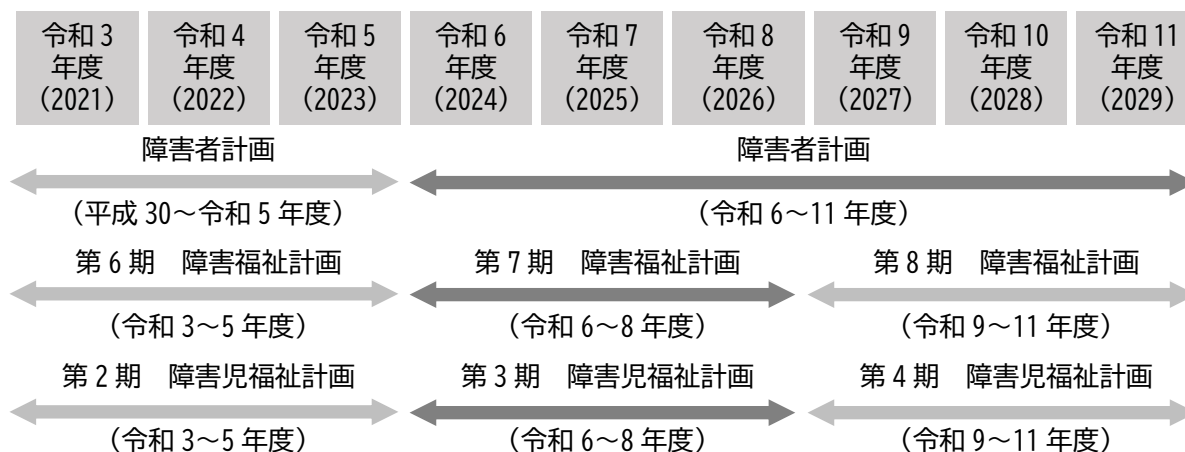 令和 3 年度 （2021） 令和 4 年度 （2022） 令和 5 年度 （2023） 令和 6 年度 （2024） 令和 7 年度 （2025） 令和 8 年度 （2026） 令和 9 年度 （2027） 令和 10 年度 （2028） 令和 11 年度 （2029）
障害者計画 障害者計画
（平成 30～令和 5 年度） （令和 6～11 年度）
第 6 期　障害福祉計画 第 7 期　障害福祉計画 第 8 期　障害福祉計画
（令和 3～5 年度） （令和 6～8 年度） （令和 9～11 年度）
第 2 期　障害児福祉計画 第 3 期　障害児福祉計画 第 4 期　障害児福祉計画
（令和 3～5 年度） （令和 6～8 年度） （令和 9～11 年度）